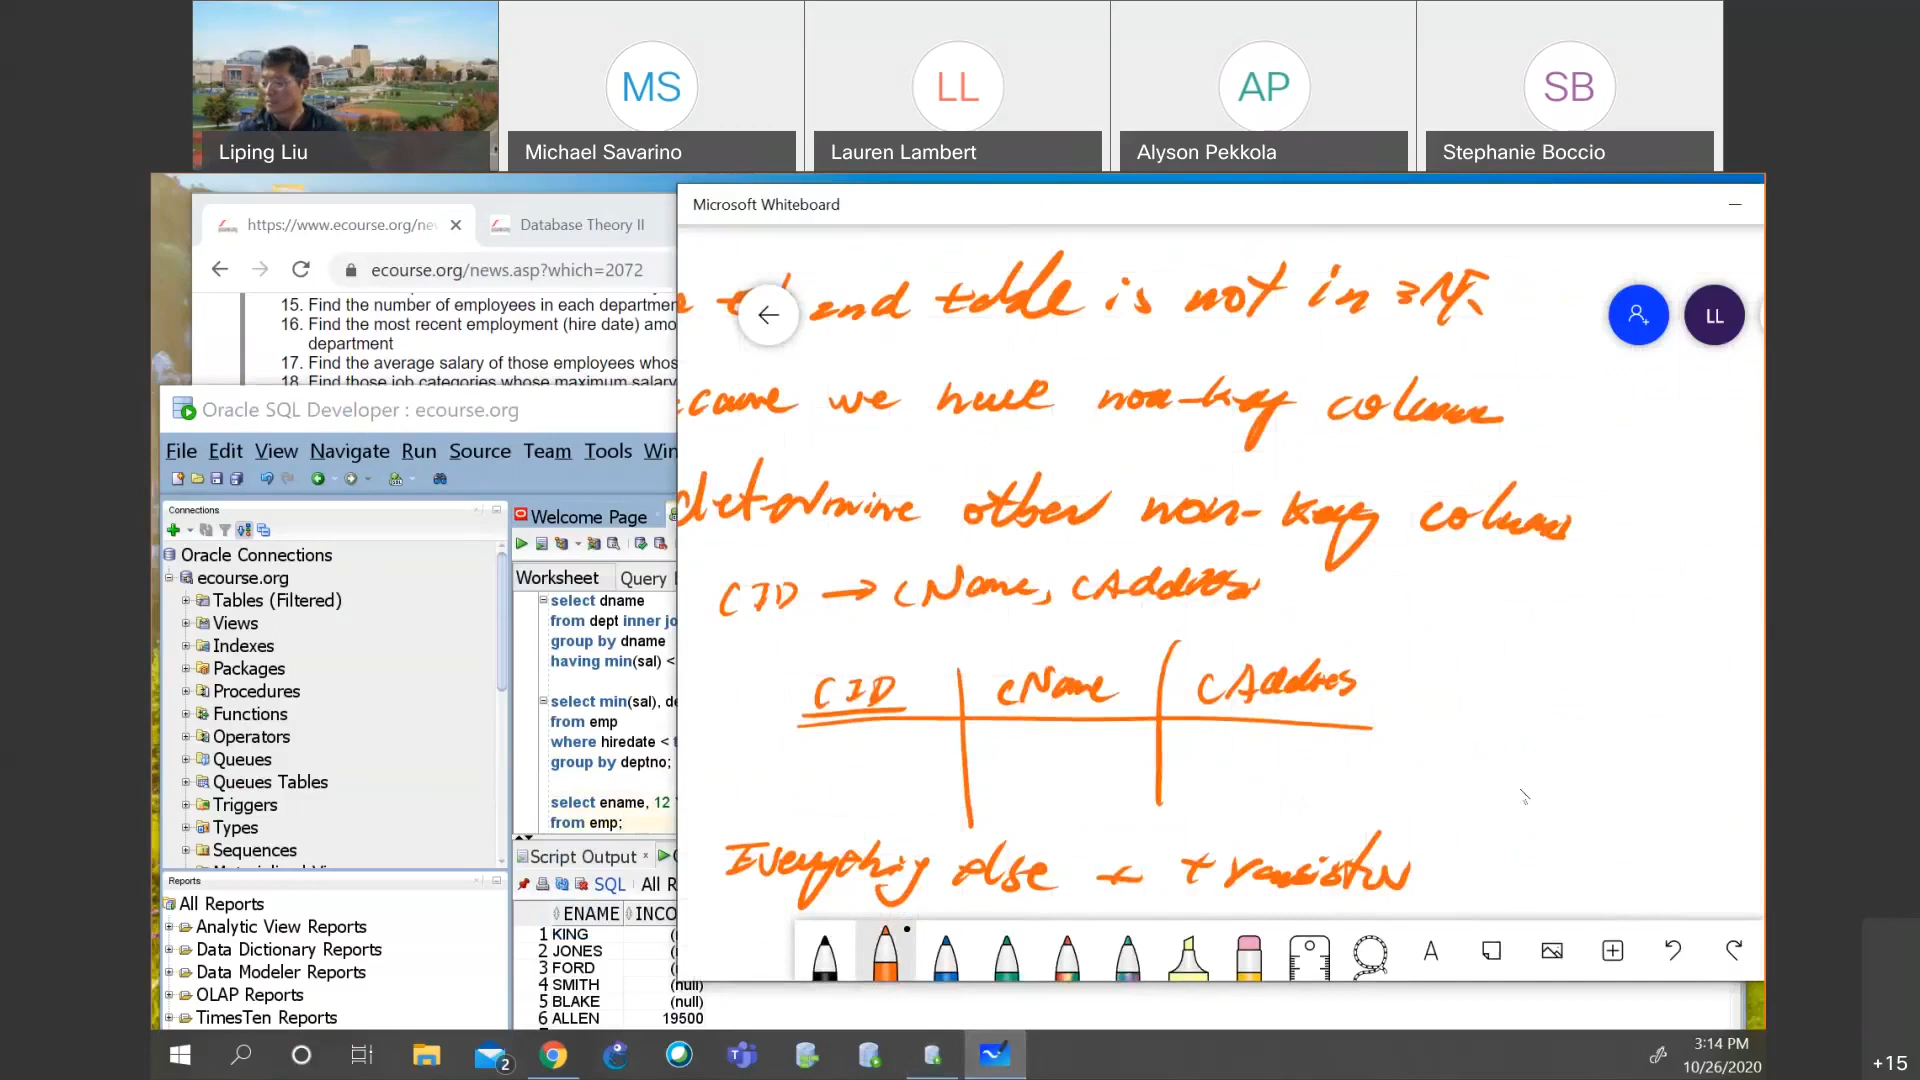 MS
LL
AP
SB
Liping Liu
Michael Savarino
Lauren Lambert
Alyson Pekkola
Stephanie Boccio
https://www.ecourse.org/ne
Database Theory II
ecourse.org/news.asp?which=2072
15. Find the number of employees in each departmen
16. Find the most recent employment (hire date) amo
department
17. Find the average salary of those employees whos
18. Find those job categories whose maximum salary
Oracle SQL Developer : ecourse.org
File Edit View Navigate Run Source Team Tools Win
Connections
Oracle Connections
ecourse.org
Tables (Filtered)
Views
Indexes
Packages
Procedures
Functions
Operators
Queues
Queues Tables
Triggers
Types
Sequences
Reports
All Reports
Analytic View Reports
Data Dictionary Reports
Data Modeler Reports
OLAP Reports
TimesTen Reports
Welcome Page
Worksheet Query
select dname
from dept inner jo
group by dname
having min(sal) <
select min(sal), de
from emp
where hiredate <
group by deptno;
select ename, 12
from emp;
Script Output
SQL All R
ENAME INCO
1 KING
2 JONES
3 FORD
4 SMITH (null)
5 BLAKE (null)
6 ALLEN 19500
Microsoft Whiteboard
LL
2nd table is not in 3NF
we have non-key column
determine other non-key column
CID → CName, CAddress
CID CName CAddress
Everything else + transistor
A
2
3:14 PM
10/26/2020
+15